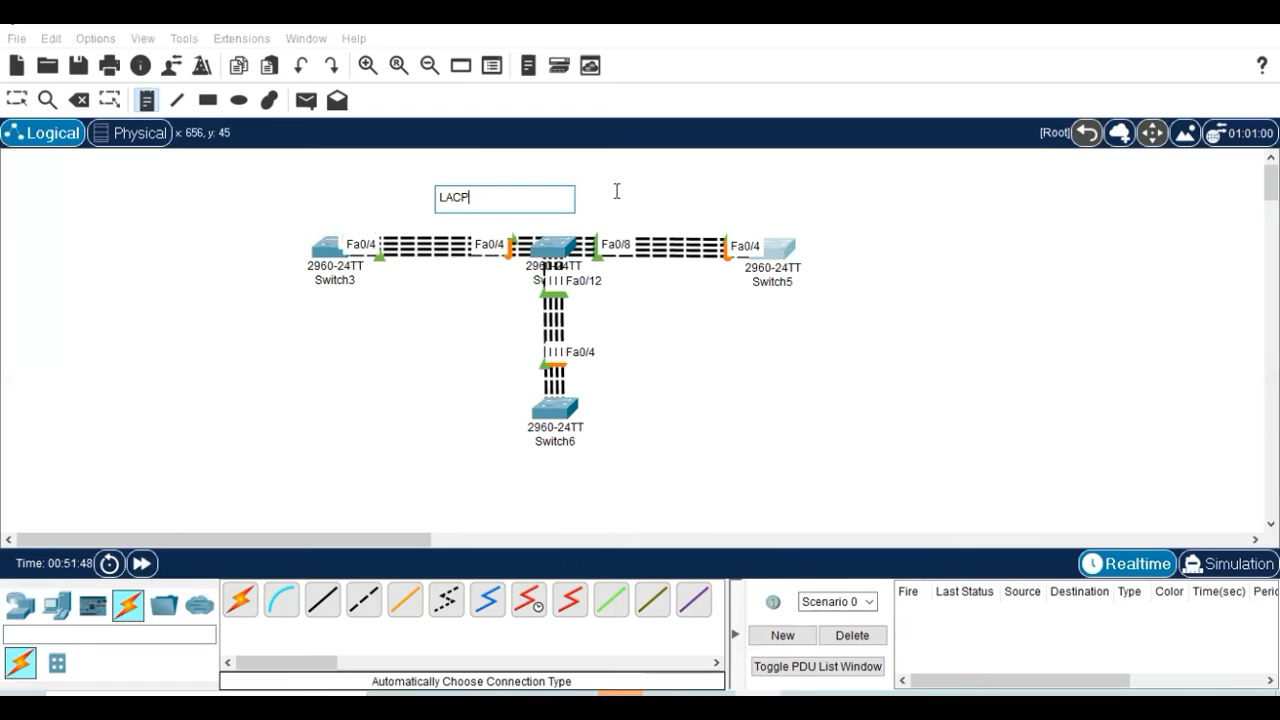 File Edit Options View Tools Extensions Window Help
?
Logical Physical x: 656, y: 45 [Root] 01:01:00
LACP
Fa0/4 Fa0/4 Fa0/8 Fa0/4
2960-24TT 2960-24TT 2960-24TT
Switch3 Switch5
Fa0/12
Fa0/4
2960-24TT
Switch6
Time: 00:51:48 Realtime Simulation
Scenario 0
Fire Last Status Source Destination Type Color Time(sec) Perio
New Delete
Toggle PDU List Window
Automatically Choose Connection Type